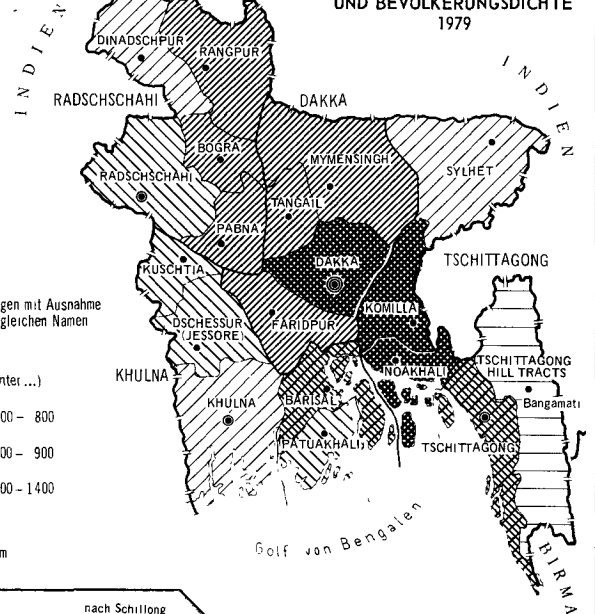 UND BEVÖLKERUNGSDICHTE
1979
INDIEN
DINADSCHPUR
RANGPUR
RADSCHSCHAHI
DAKKA
INDIEN
BOGRA
MYMENSINGH
SYLHET
RADSCHSCHAHI
TANGAIL
PABNA
DAKKA
TSCHITTAGONG
KUSCHTIA
gen mit Ausnahme
gleichen Namen
KOMILLA
DSCHESSUR
(JESSORE)
FARIDPUR
KHULNA
NOAKHALI
TSCHITTAGONG
HILL TRACTS
nter ...)
BARISAL
Bangamati
KHULNA
00 – 800
PATUAKHALI
TSCHITTAGONG
00 – 900
00 – 1400
Golf von Bengalen
BIRMA
m
nach Schillong